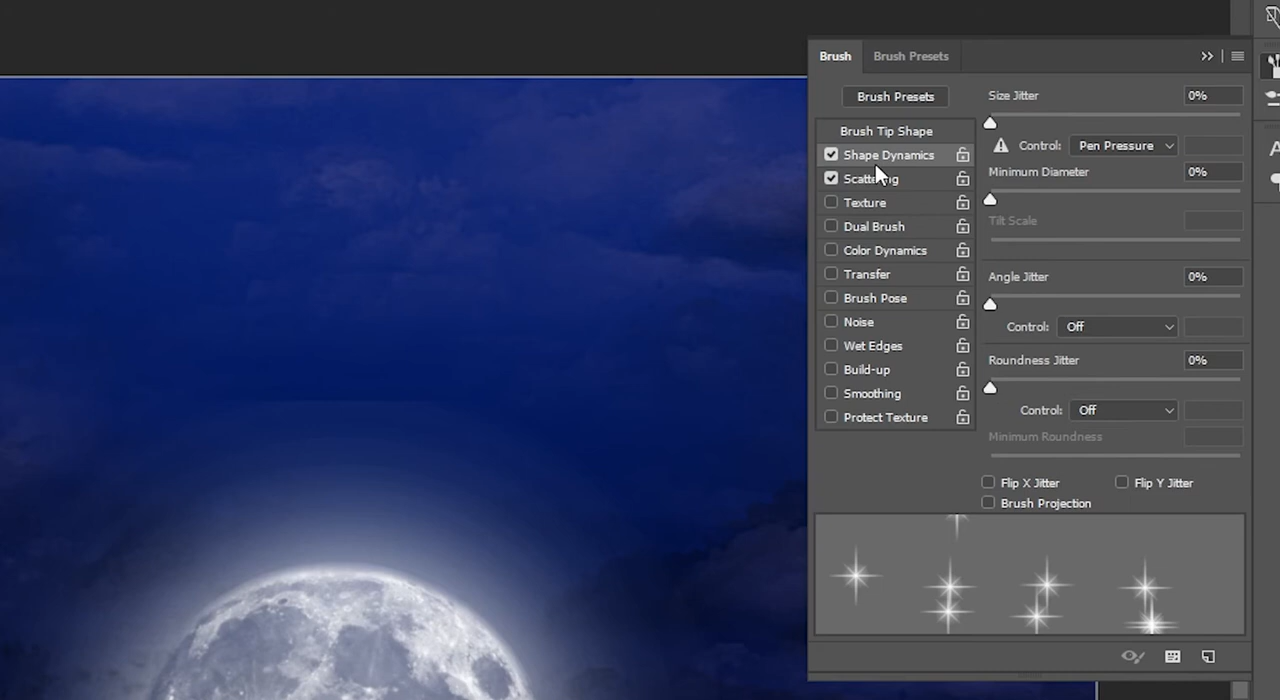 Brush Brush Presets
Brush Presets
Brush Tip Shape
Shape Dynamics
Scattering
Texture
Dual Brush
Color Dynamics
Transfer
Brush Pose
Noise
Wet Edges
Build-up
Smoothing
Protect Texture
Size Jitter 0%
Control: Pen Pressure
Minimum Diameter 0%
Tilt Scale
Angle Jitter 0%
Control: Off
Roundness Jitter 0%
Control: Off
Minimum Roundness
Flip X Jitter Flip Y Jitter
Brush Projection